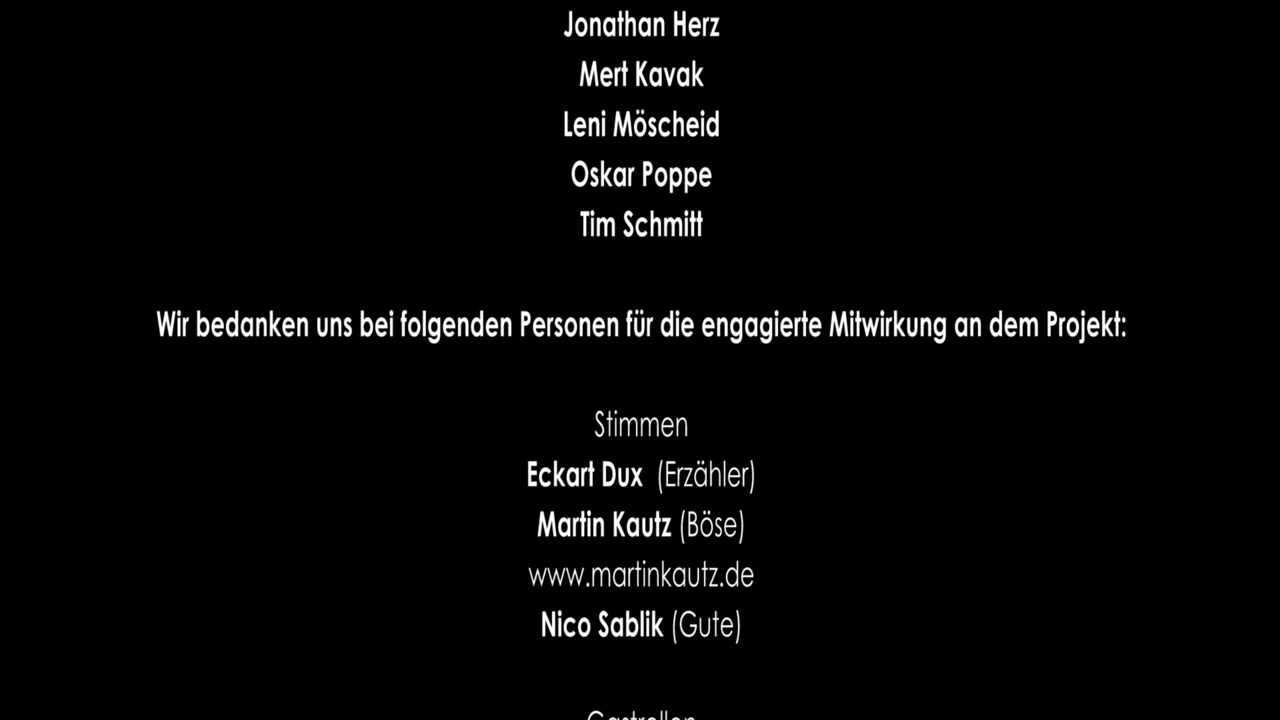 Jonathan Herz
Mert Kavak
Leni Möscheid
Oskar Poppe
Tim Schmitt
Wir bedanken uns bei folgenden Personen für die engagierte Mitwirkung an dem Projekt:
Stimmen
Eckart Dux (Erzähler)
Martin Kautz (Böse)
www.martinkautz.de
Nico Sablik (Gute)
Gastrollen